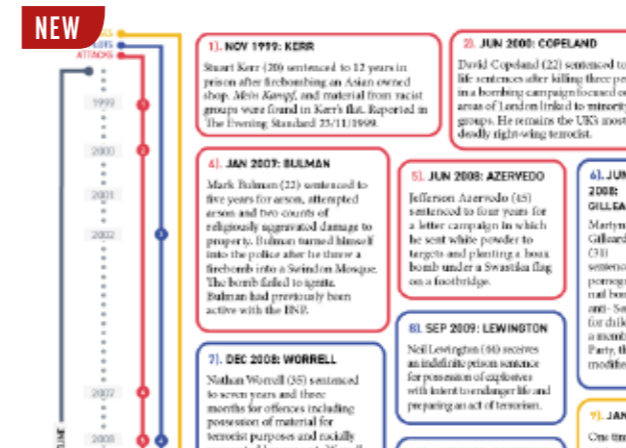 NEW
ATTACKS
1999
2000
2001
2002
2007
2008
1). NOV 1999: KERR
Stuart Kerr (20) sentenced to 12 years in
prison after firebombing an Asian owned
shop. Mein Kampf, and material from racist
groups were found in Kerr's flat. Reported in
The Evening Standard 23/11/1999.
2). JUN 2000: COPELAND
David Copeland (22) sentenced to
life sentences after killing three
in a bombing campaign focused
areas of London linked to minority
groups. He remains the UK's most
deadly right-wing terrorist.
4). JAN 2007: BULMAN
Mark Bulman (22) sentenced to
five years for arson, attempted
arson and two counts of
religiously aggravated damage to
property. Bulman turned himself
into the police after he threw a
firebomb into a Swindon Mosque.
The bomb failed to ignite.
Bulman had previously been
active with the BNP.
5). JUN 2008: AZERVEDO
Jefferson Azervedo (45)
sentenced to four years for
a letter campaign in which
he sent white powder to
targets and planting a hoax
bomb under a Swastika flag
on a footbridge.
6). JUN
2008:
Martyn
(31)
nail
anti-
Party,
7). DEC 2008: WORRELL
Nathan Worrell (35) sentenced
to seven years and three
months for offences including
possession of material for
terrorist purposes and racially
8). SEP 2009: LEWINGTON
Neil Lewington (44) receives
an indefinite prison sentence
for possession of explosives
with intent to endanger life and
preparing an act of terrorism.
9). JAN
One